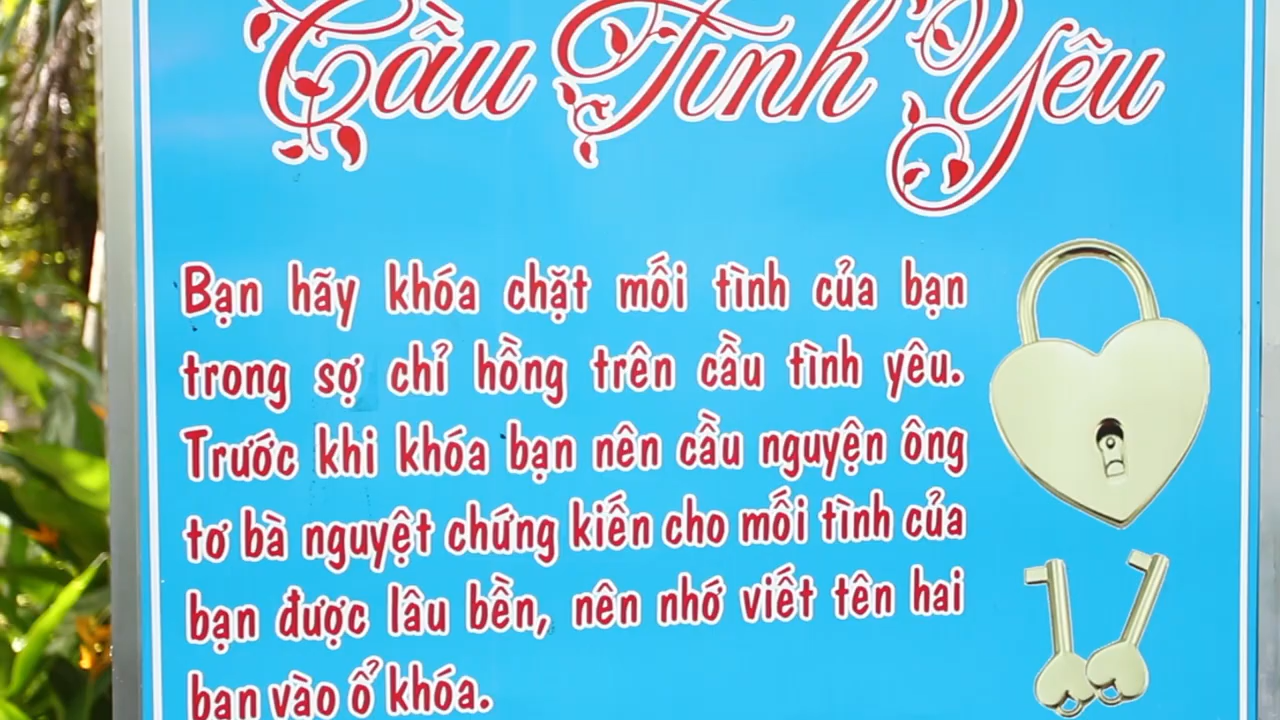 Cầu Tình Yêu
Bạn hãy khóa chặt mối tình của bạn
trong sợ chỉ hồng trên cầu tình yêu.
Trước khi khóa bạn nên cầu nguyện ông
tơ bà nguyệt chứng kiến cho mối tình của
bạn được lâu bền, nên nhớ viết tên hai
bạn vào ổ khóa.